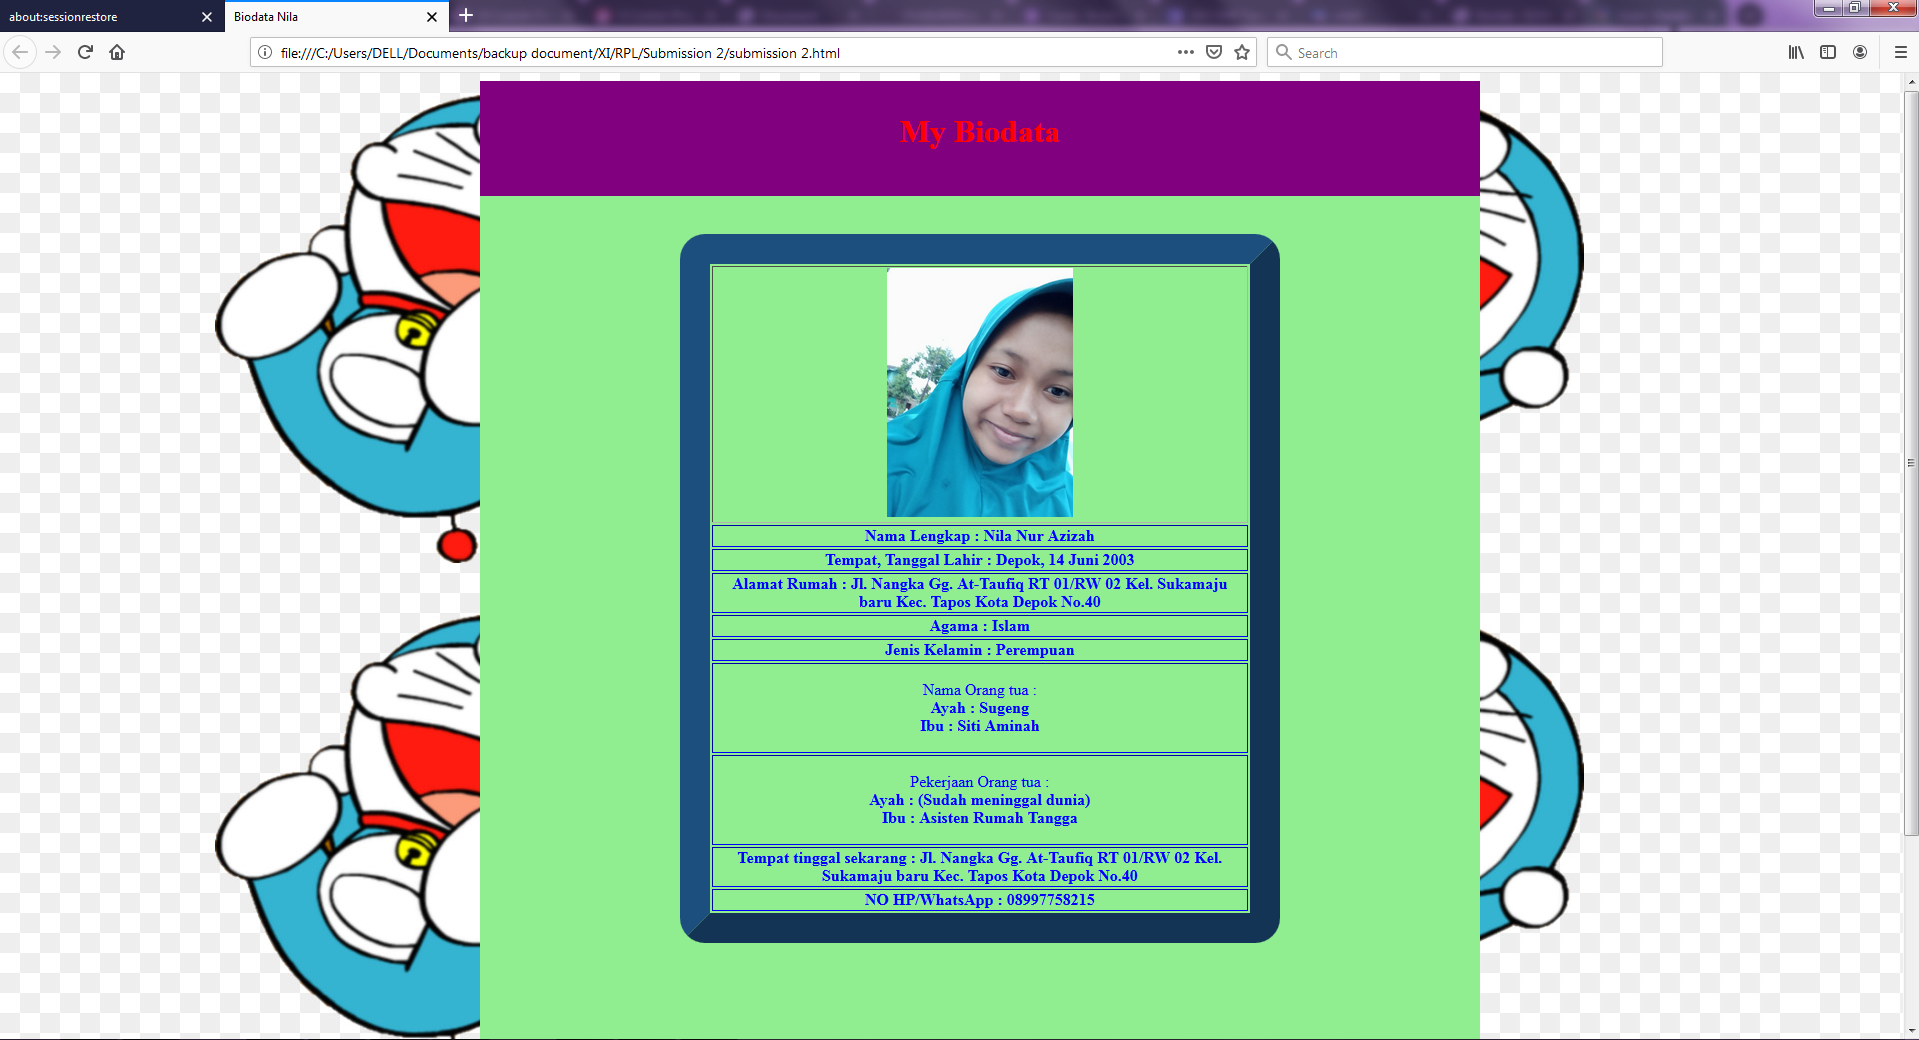 about:sessionrestore
Biodata Nila
file:///C:/Users/DELL/Documents/backup document/XI/RPL/Submission 2/submission 2.html
Search
My Biodata
Nama Lengkap : Nila Nur Azizah
Tempat, Tanggal Lahir : Depok, 14 Juni 2003
Alamat Rumah : Jl. Nangka Gg. At-Taufiq RT 01/RW 02 Kel. Sukamaju
baru Kec. Tapos Kota Depok No.40
Agama : Islam
Jenis Kelamin : Perempuan
Nama Orang tua :
Ayah : Sugeng
Ibu : Siti Aminah
Pekerjaan Orang tua :
Ayah : (Sudah meninggal dunia)
Ibu : Asisten Rumah Tangga
Tempat tinggal sekarang : Jl. Nangka Gg. At-Taufiq RT 01/RW 02 Kel.
Sukamaju baru Kec. Tapos Kota Depok No.40
NO HP/WhatsApp : 08997758215